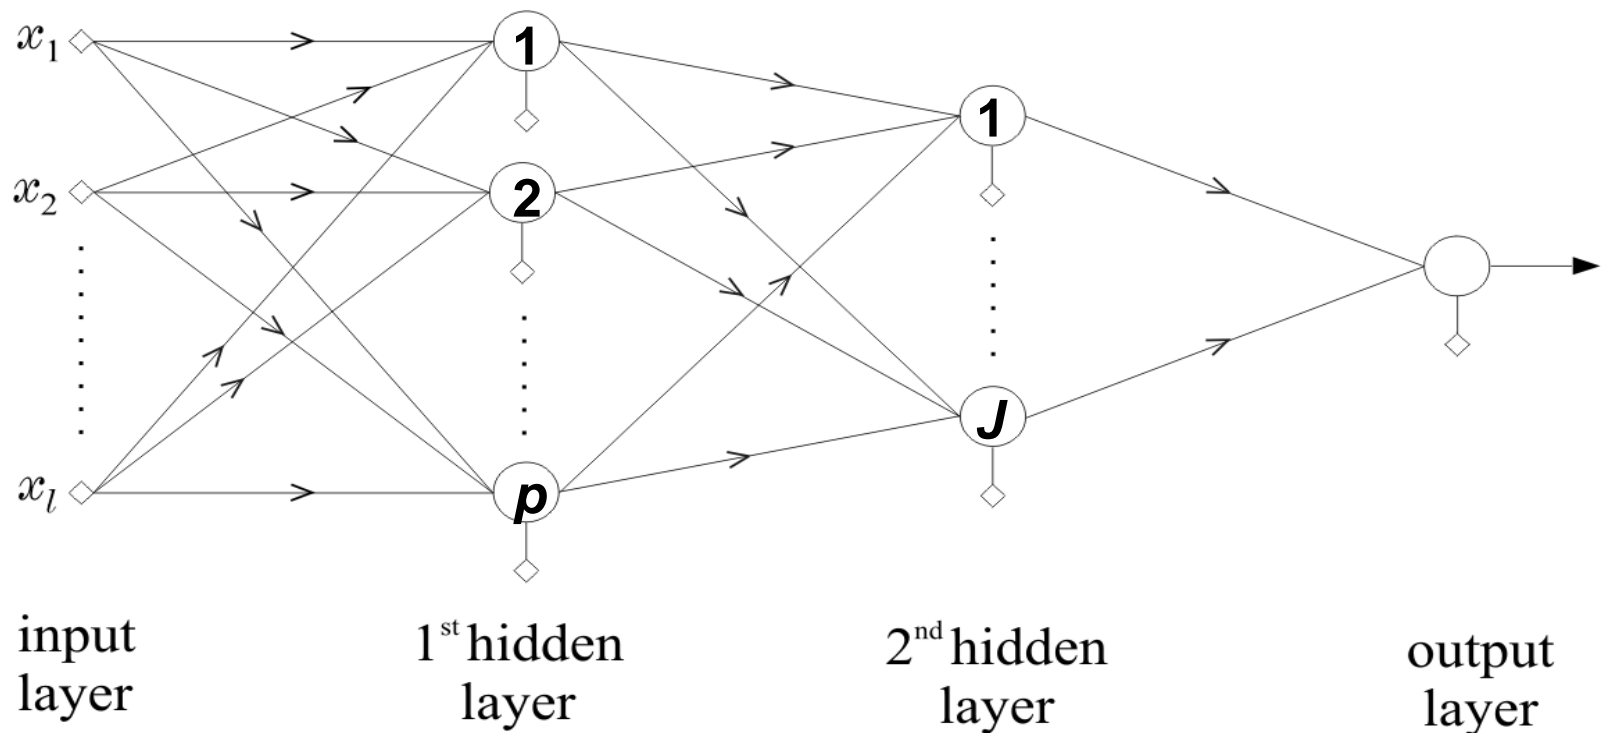 x₁
1
1
x₂
2
J
xₗ
p
input
layer
1ˢᵗ hidden
layer
2ⁿᵈ hidden
layer
output
layer